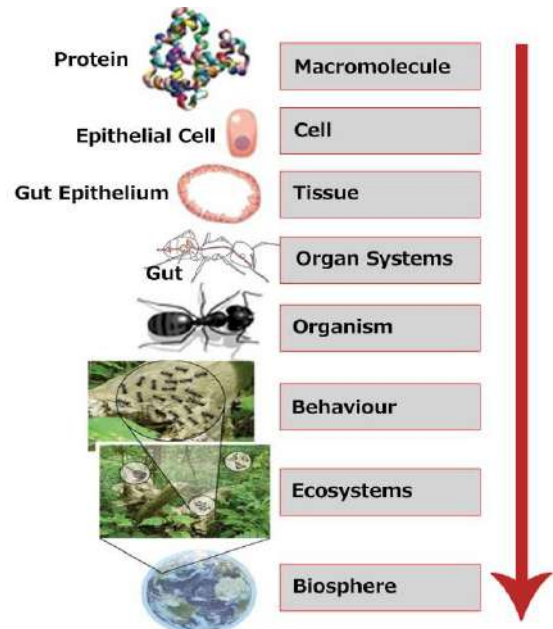 Protein
Macromolecule
Epithelial Cell
Cell
Gut Epithelium
Tissue
Gut
Organ Systems
Organism
Behaviour
Ecosystems
Biosphere